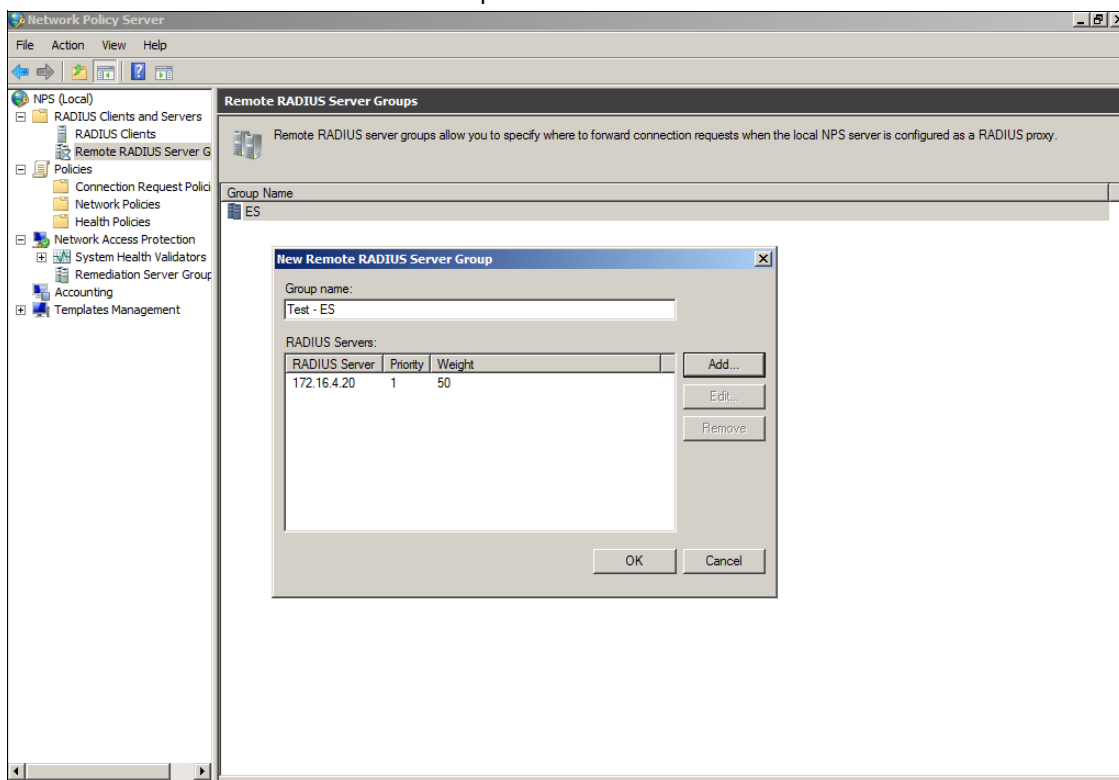 Network Policy Server
File Action View Help
NPS (Local)
RADIUS Clients and Servers
RADIUS Clients
Remote RADIUS Server G
Policies
Connection Request Polici
Network Policies
Health Policies
Network Access Protection
System Health Validators
Remediation Server Group
Accounting
Templates Management
Remote RADIUS Server Groups
Remote RADIUS server groups allow you to specify where to forward connection requests when the local NPS server is configured as a RADIUS proxy.
Group Name
ES
New Remote RADIUS Server Group
Group name:
Test - ES
RADIUS Servers:
RADIUS Server Priority Weight
172.16.4.20 1 50
Add...
Edit...
Remove
OK Cancel